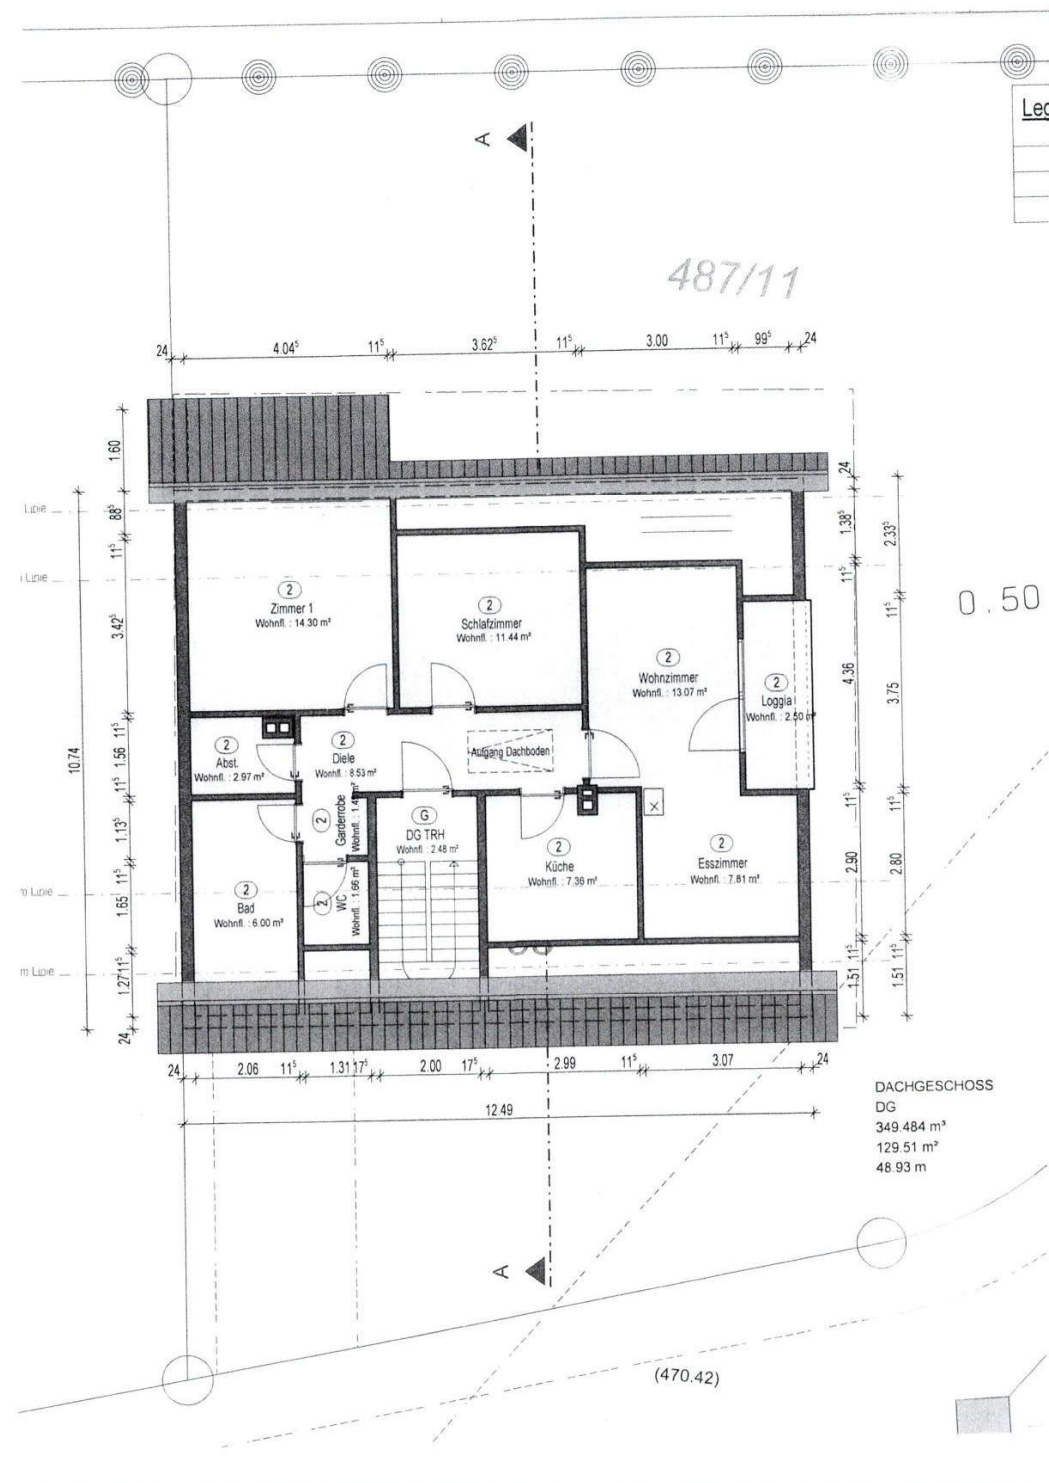 Leg
A
487/11
24 4.04⁵ 11⁵ 3.62⁵ 11⁵ 3.00 11⁵ 99⁵ 24
1.60
88⁵
11⁵
3.42⁵
11⁵
1.56
11⁵
1.13⁵
11⁵
1.65
11⁵
1.27
24
10.74
24
1.38⁵
11⁵
4.36
11⁵
2.90
11⁵
1.51
2.33⁵
11⁵
3.75
11⁵
2.80
11⁵
1.51
0.50
2
Zimmer 1
Wohnfl. : 14.30 m²
2
Schlafzimmer
Wohnfl. : 11.44 m²
2
Wohnzimmer
Wohnfl. : 13.07 m²
2
Loggia
Wohnfl. : 2.50 m²
2
Abst.
Wohnfl. : 2.97 m²
2
Diele
Wohnfl. : 8.53 m²
Aufgang Dachboden
2
Garderrobe
G
DG TRH
Wohnfl. : 2.48 m²
2
Küche
Wohnfl. : 7.36 m²
2
Esszimmer
Wohnfl. : 7.81 m²
2
Bad
Wohnfl. : 6.00 m²
2
WC
Wohnfl. : 1.66 m²
24 2.06 11⁵ 1.31 17⁵ 2.00 17⁵ 2.99 11⁵ 3.07 24
12.49
DACHGESCHOSS
DG
349.484 m³
129.51 m²
48.93 m
A
(470.42)